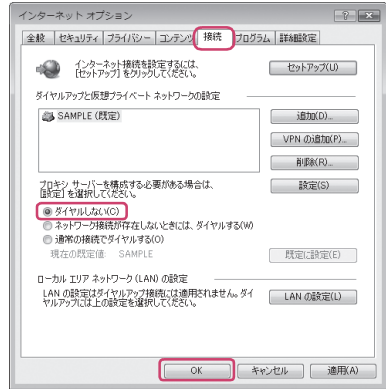 インターネット オプション
全般 セキュリティ プライバシー コンテンツ 接続 プログラム 詳細設定
インターネット接続を設定するには、
[セットアップ] をクリックしてください。
セットアップ(U)
ダイヤルアップと仮想プライベート ネットワークの設定
SAMPLE (既定)
追加(D)...
VPN の追加(P)...
削除(R)...
プロキシ サーバーを構成する必要がある場合は、
[設定] を選択してください。
設定(S)
ダイヤルしない(C)
ネットワーク接続が存在しないときには、ダイヤルする(W)
通常の接続でダイヤルする(O)
現在の既定値: SAMPLE
既定に設定(E)
ローカル エリア ネットワーク (LAN) の設定
LAN の設定はダイヤルアップ接続には適用されません。ダイ
ヤルアップには上の設定を選択してください。
LAN の設定(L)
OK キャンセル 適用(A)